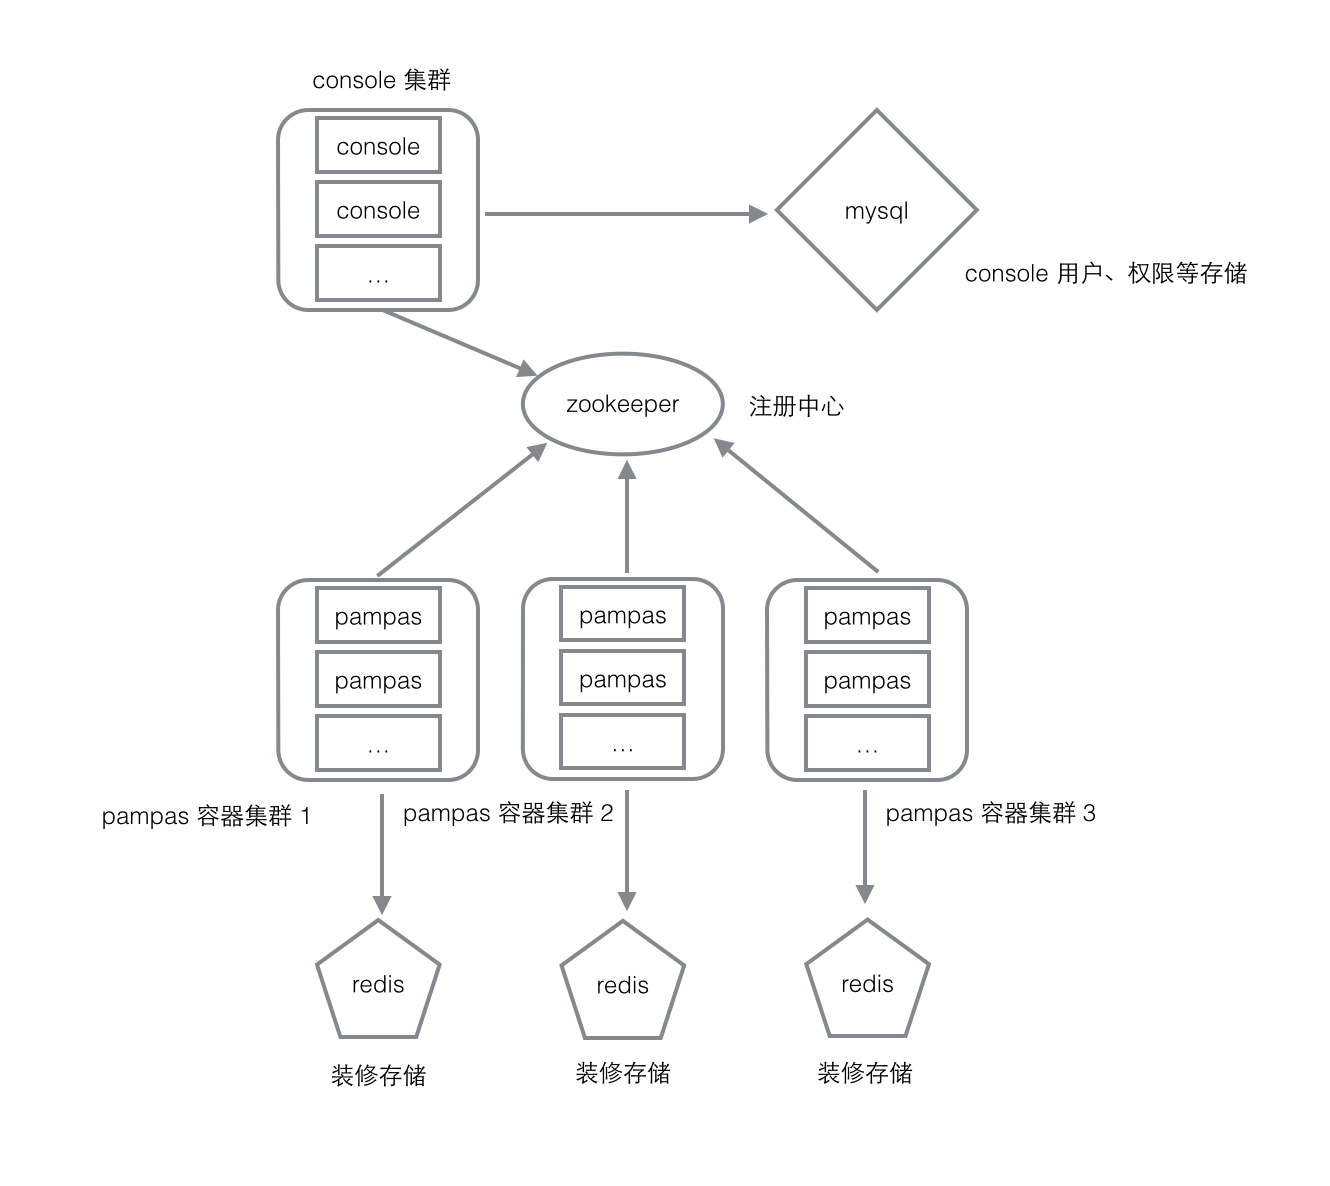 console 集群
console
console
...
mysql
console 用户、权限等存储
zookeeper
注册中心
pampas
pampas
...
pampas 容器集群 1
pampas
pampas
...
pampas 容器集群 2
pampas
pampas
...
pampas 容器集群 3
redis
装修存储
redis
装修存储
redis
装修存储